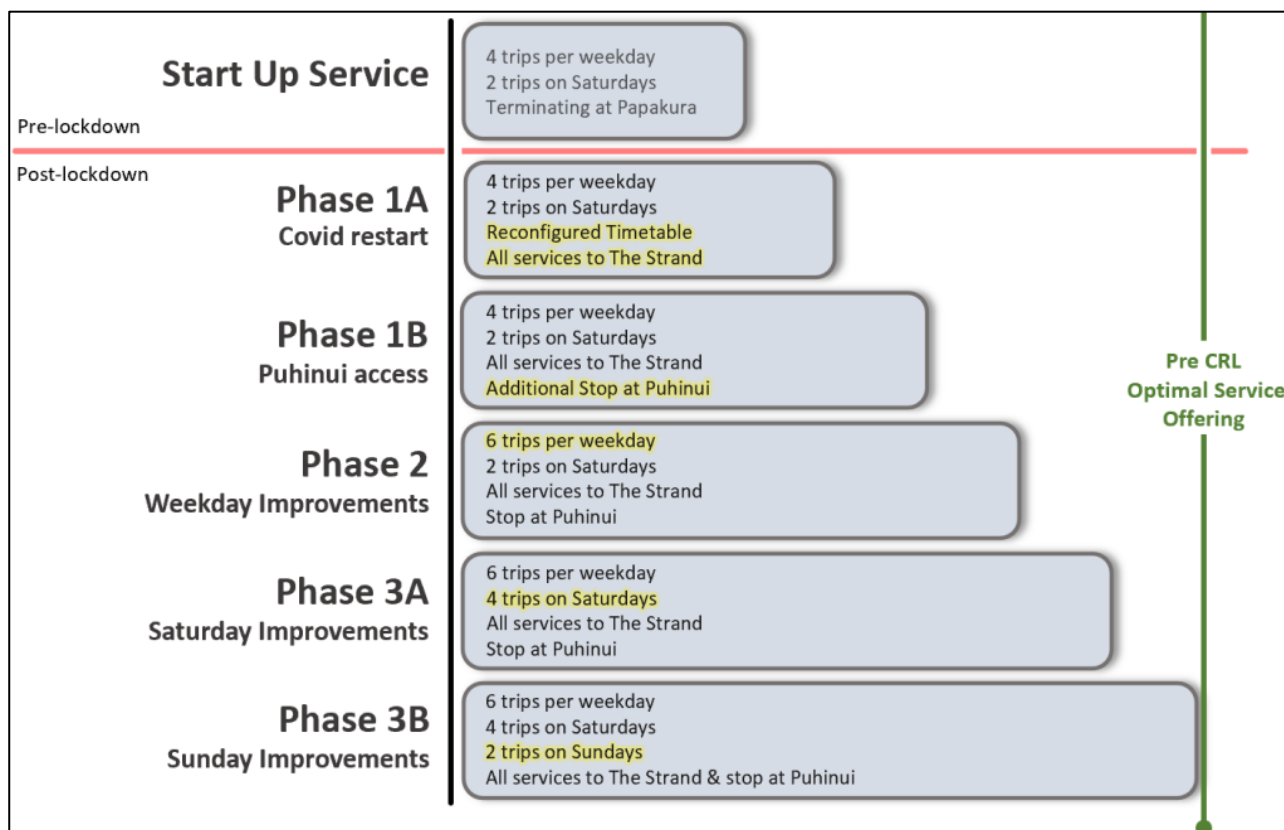 Start Up Service
4 trips per weekday
2 trips on Saturdays
Terminating at Papakura
Pre-lockdown
Post-lockdown
Phase 1A
Covid restart
4 trips per weekday
2 trips on Saturdays
Reconfigured Timetable
All services to The Strand
Phase 1B
Puhinui access
4 trips per weekday
2 trips on Saturdays
All services to The Strand
Additional Stop at Puhinui
Pre CRL
Optimal Service
Offering
Phase 2
Weekday Improvements
6 trips per weekday
2 trips on Saturdays
All services to The Strand
Stop at Puhinui
Phase 3A
Saturday Improvements
6 trips per weekday
4 trips on Saturdays
All services to The Strand
Stop at Puhinui
Phase 3B
Sunday Improvements
6 trips per weekday
4 trips on Saturdays
2 trips on Sundays
All services to The Strand & stop at Puhinui